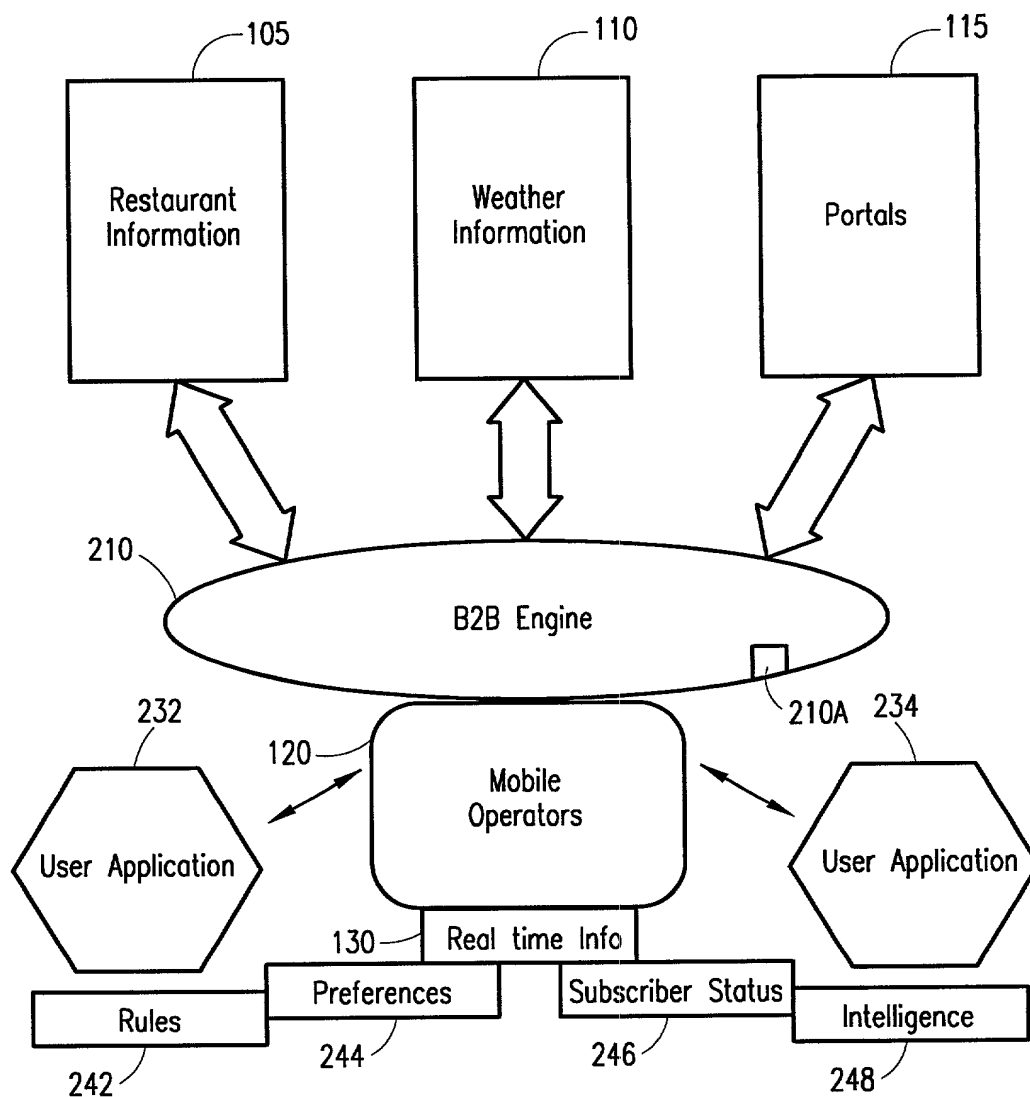 105
110
115
Restaurant
Information
Weather
Information
Portals
210
B2B Engine
210A
232
120
234
Mobile
Operators
User Application
User Application
130
Real time Info
Preferences
Subscriber Status
Rules
Intelligence
242
244
246
248